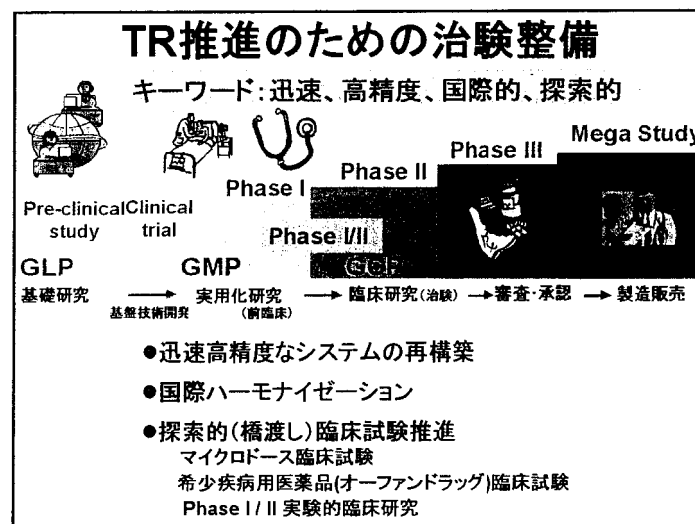 TR推進のための治験整備
キーワード:迅速、高精度、国際的、探索的
Mega Study
Phase III
Phase II
Phase I
Pre-clinical study
Clinical trial
Phase I/II
GLP
GMP
GCP
基礎研究 → 実用化研究 → 臨床研究(治験) → 審査・承認 → 製造販売
基盤技術開発 (前臨床)
●迅速高精度なシステムの再構築
●国際ハーモナイゼーション
●探索的(橋渡し)臨床試験推進
マイクロドース臨床試験
希少疾病用医薬品(オーファンドラッグ)臨床試験
Phase I / II 実験的臨床研究